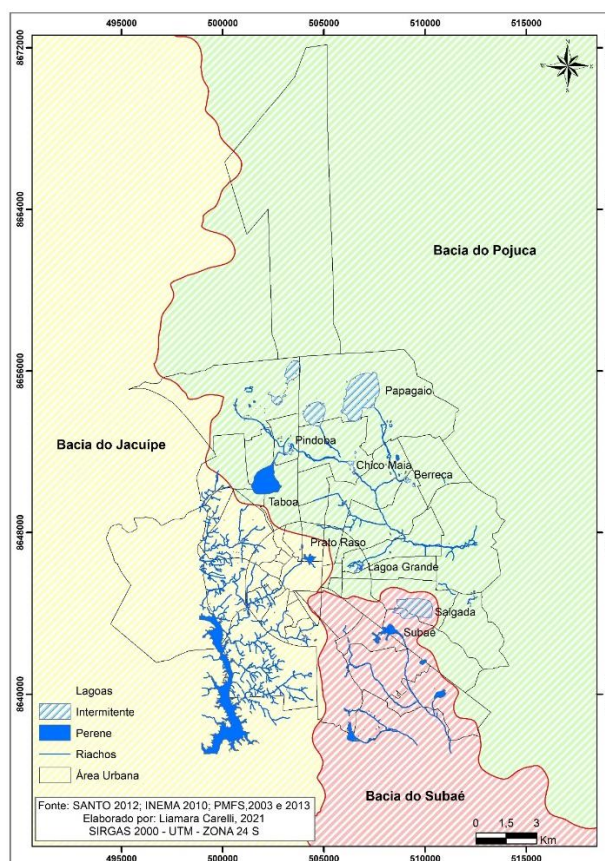 495000 500000 505000 510000 515000
8672000
N
W E
S
8664000
Bacia do Pojuca
8656000
Papagaio
Bacia do Jacuipe
Pindoba
Chico Maia
Berreca
Taboa
8648000
Prato Raso
Lagoa Grande
Salgada
Subaé
8640000
Lagoas
Intermitente
Perene
Riachos
Área Urbana
Bacia do Subaé
Fonte: SANTO 2012; INEMA 2010; PMFS,2003 e 2013
Elaborado por: Liamara Carelli, 2021
SIRGAS 2000 - UTM - ZONA 24 S
0 1.5 3
Km
495000 500000 505000 510000 515000